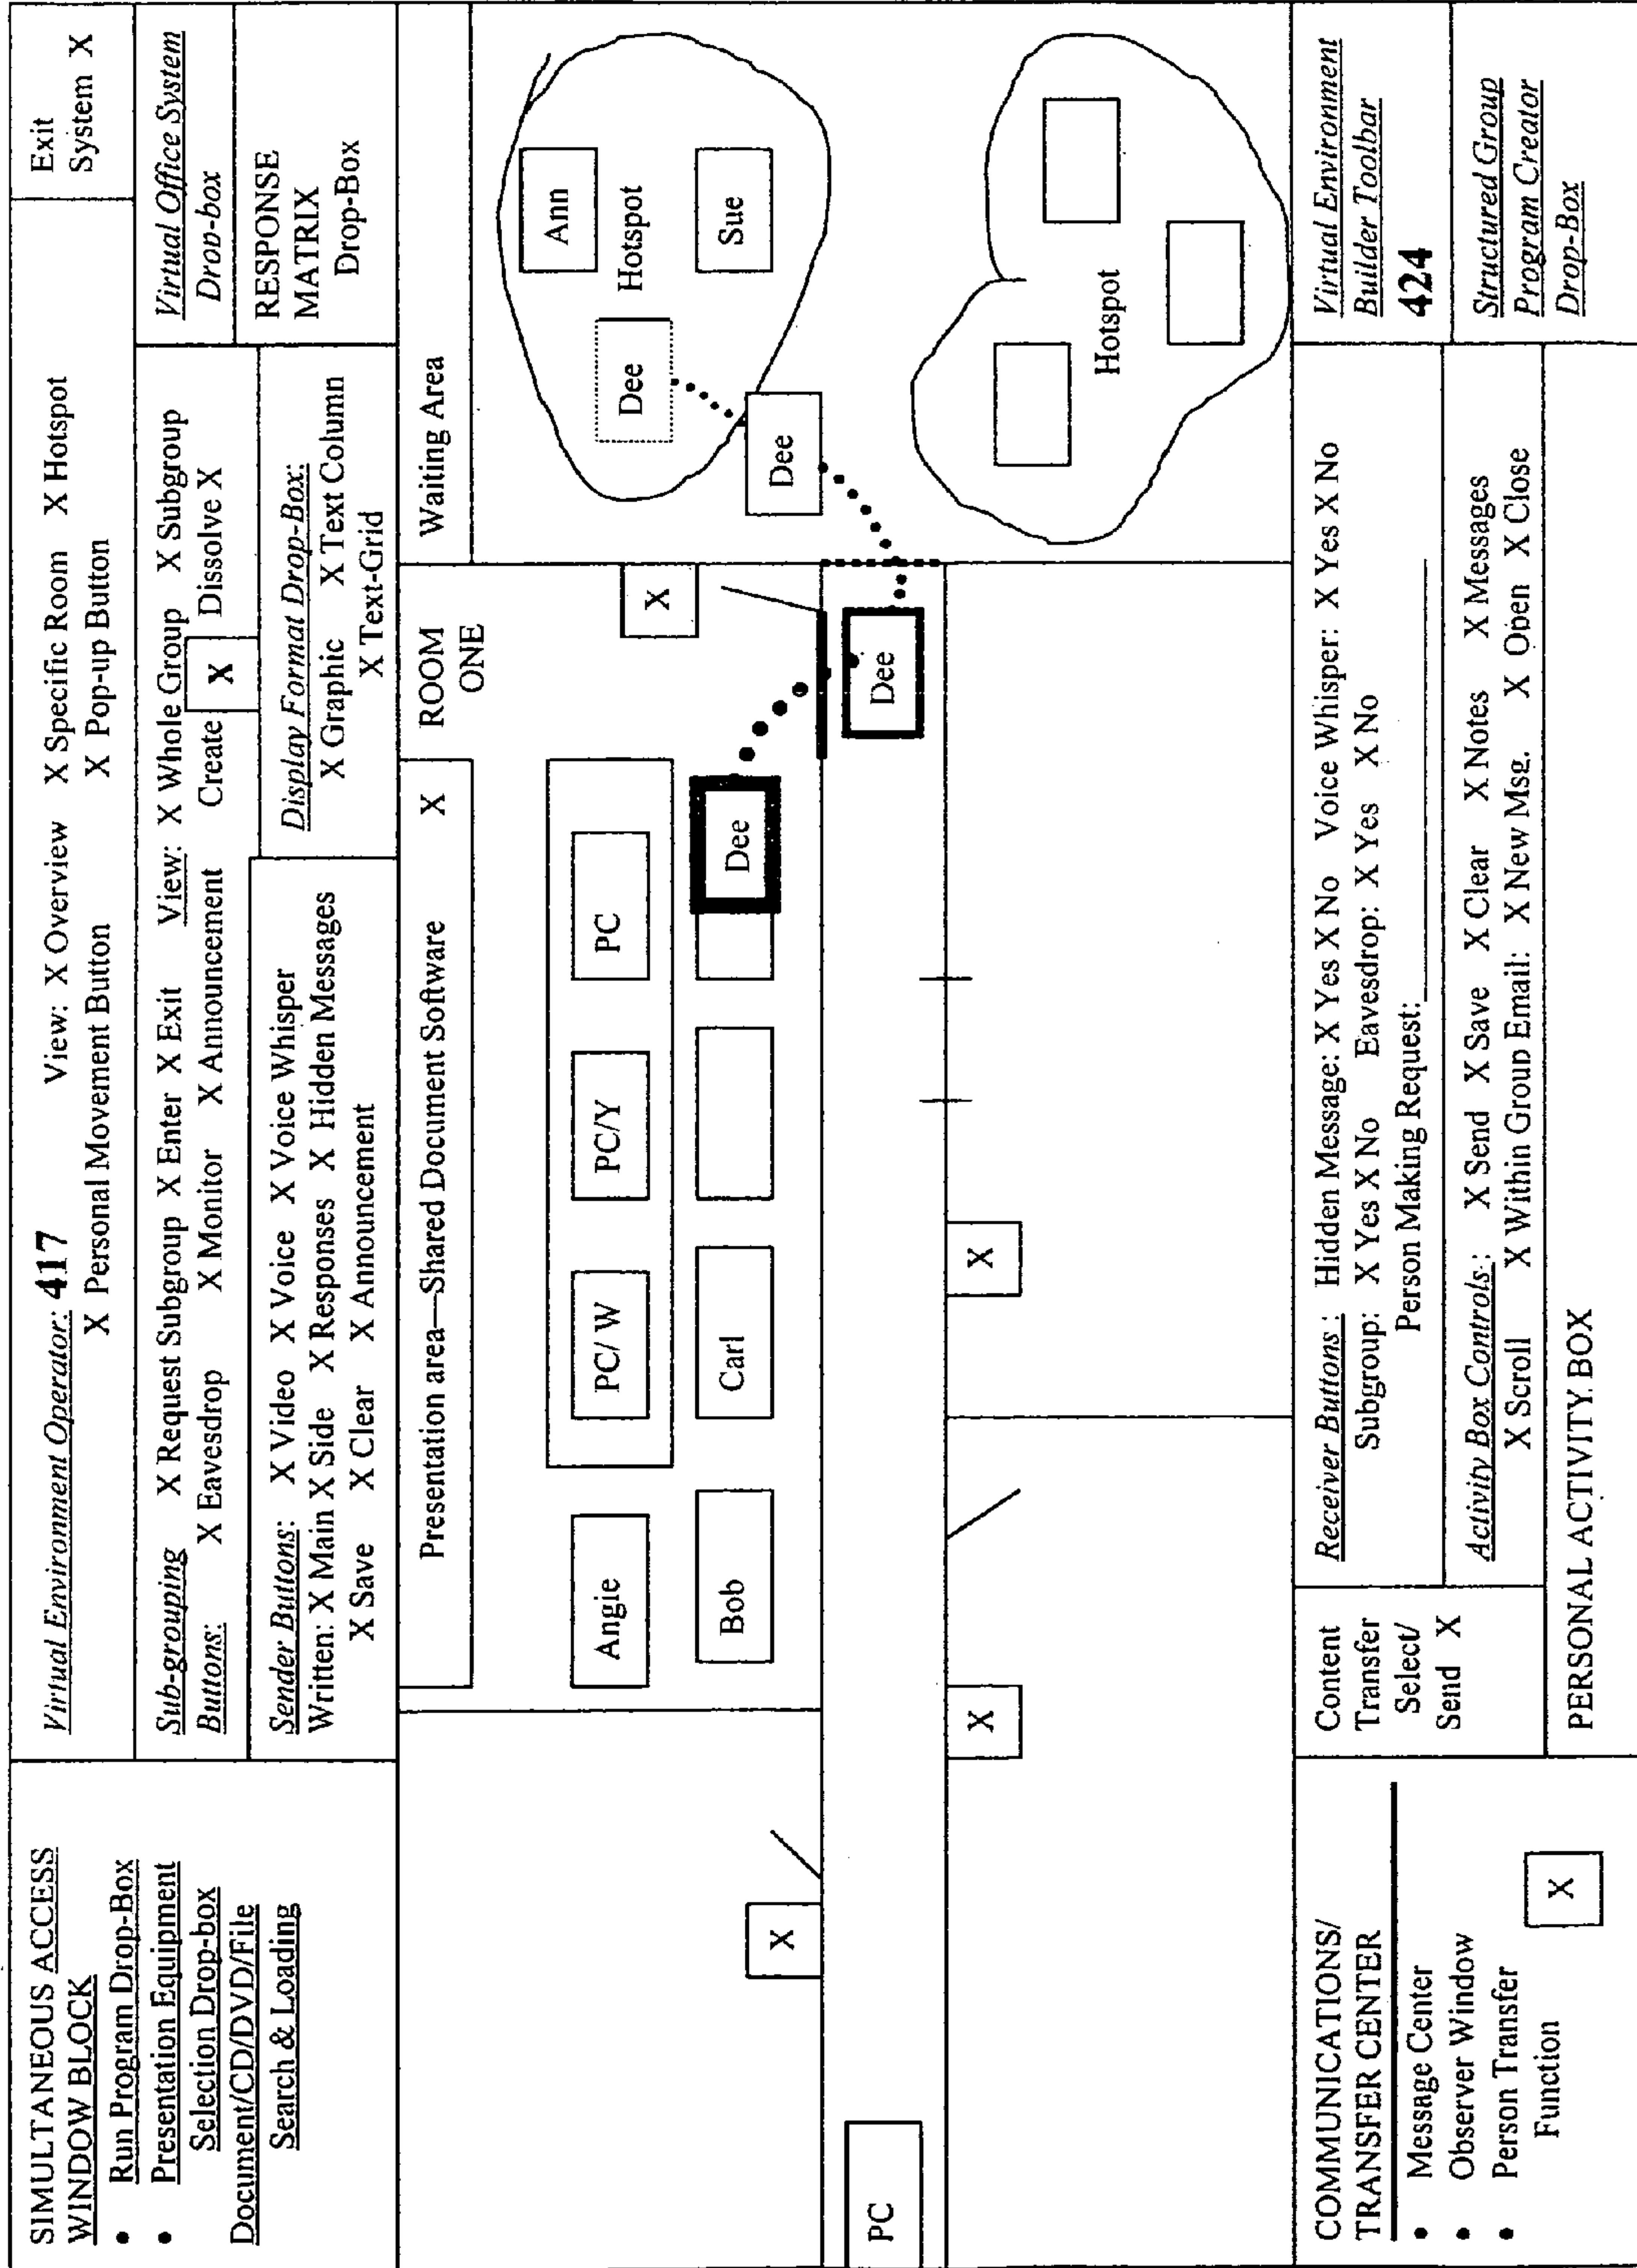 SIMULTANEOUS ACCESS
WINDOW BLOCK
• Run Program Drop-Box
• Presentation Equipment
Selection Drop-box
Document/CD/DVD/File
Search & Loading
Virtual Environment Operator: 417 View: X Overview X Specific Room X Hotspot
X Personal Movement Button X Pop-up Button
Exit
System X
Sub-grouping X Request Subgroup X Enter X Exit View: X Whole Group X Subgroup
Buttons: X Eavesdrop X Monitor X Announcement Create X Dissolve X
Virtual Office System
Drop-box
Sender Buttons: X Video X Voice X Voice Whisper
Written: X Main X Side X Responses X Hidden Messages
X Save X Clear X Announcement
Display Format Drop-Box:
X Graphic X Text Column
X Text-Grid
RESPONSE
MATRIX
Drop-Box
Presentation area—Shared Document Software X
ROOM
ONE
Waiting Area
Angie
PC/ W
PC/Y
PC
X
Bob
Carl
Dee
Ann
Hotspot
Dee
Sue
Dee
X
PC
Dee
X
X
Hotspot
COMMUNICATIONS/
TRANSFER CENTER
• Message Center
• Observer Window
• Person Transfer
Function
X
Content
Transfer
Select/
Send X
Receiver Buttons : Hidden Message: X Yes X No Voice Whisper: X Yes X No
Subgroup: X Yes X No Eavesdrop: X Yes X No
Person Making Request:
Virtual Environment
Builder Toolbar
424
Activity Box Controls: X Send X Save X Clear X Notes X Messages
X Scroll X Within Group Email: X New Msg. X Open X Close
Structured Group
Program Creator
Drop-Box
PERSONAL ACTIVITY BOX